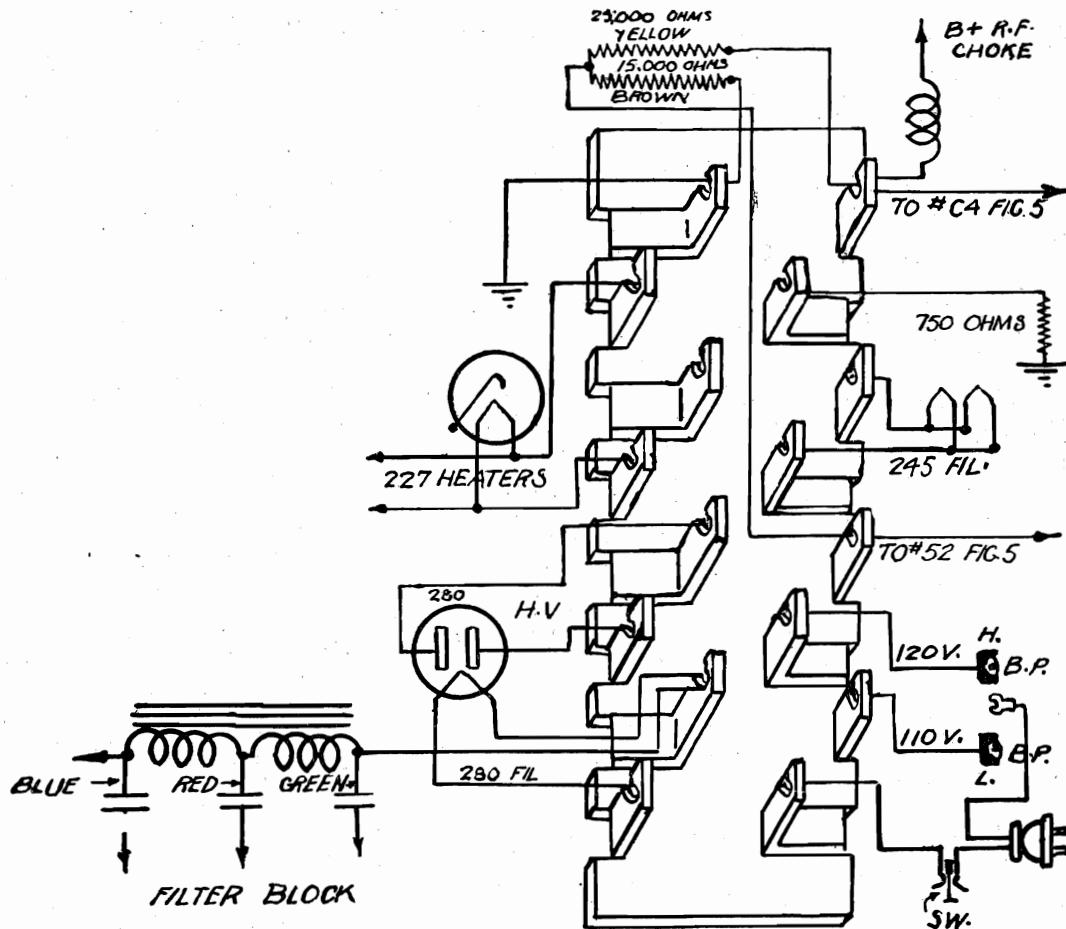 25,000 OHMS
YELLOW
15.000 OHMS
BROWN
B+ R.F.
CHOKE
TO #C4 FIG.5
750 OHMS
227 HEATERS
245 FIL.
TO #52 FIG.5
280
H.V
120V.
H.
B.P.
110V.
B.P.
L.
280 FIL
BLUE
RED
GREEN
SW.
FILTER BLOCK